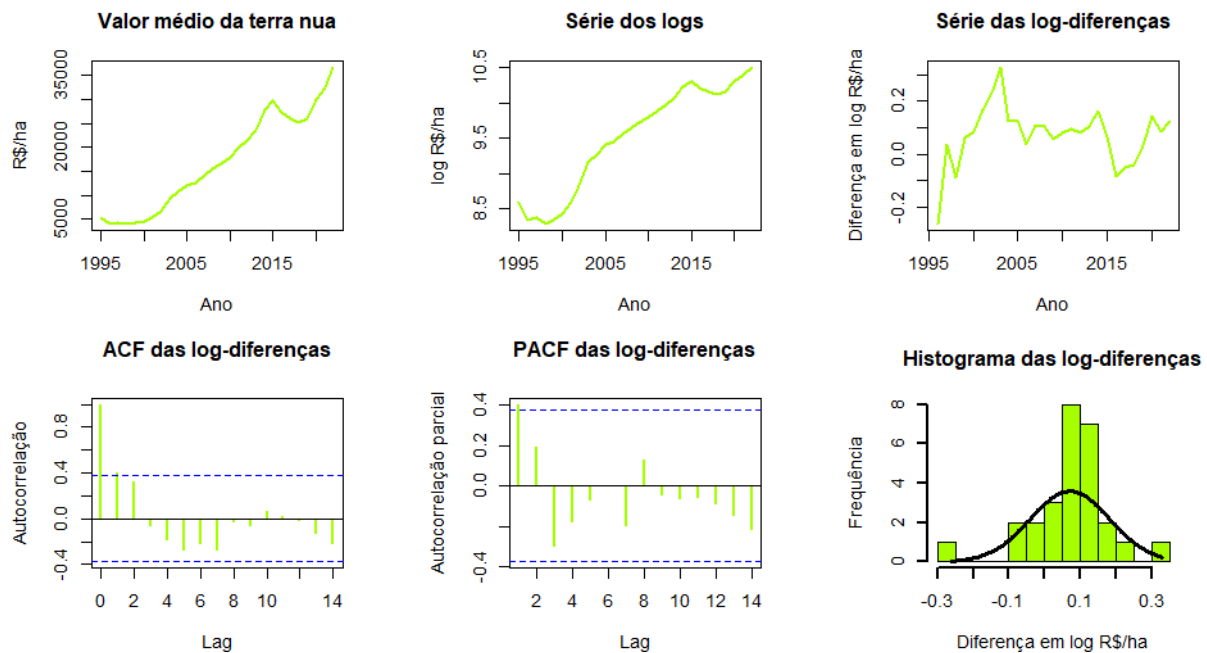 Valor médio da terra nua
R$/ha
35000
20000
5000
1995
2005
2015
Ano
Série dos logs
log R$/ha
10.5
9.5
8.5
1995
2005
2015
Ano
Série das log-diferenças
Diferença em log R$/ha
0.2
0.0
-0.2
1995
2005
2015
Ano
ACF das log-diferenças
Autocorrelação
0.8
0.4
0.0
-0.4
0
2
4
6
8
10
14
Lag
PACF das log-diferenças
Autocorrelação parcial
0.4
0.2
0.0
-0.4
2
4
6
8
10
12
14
Lag
Histograma das log-diferenças
Frequência
8
6
4
2
0
-0.3
-0.1
0.1
0.3
Diferença em log R$/ha